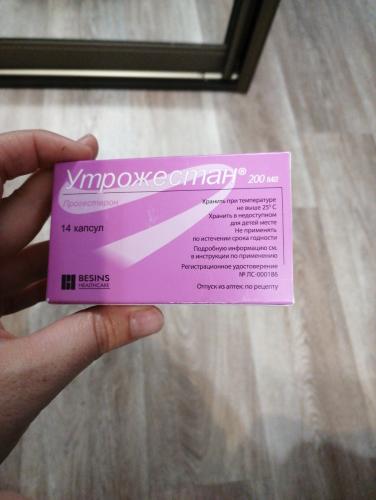 Утрожестан® 200 мг
Прогестерон
14 капсул
Хранить при температуре
не выше 25° С
Хранить в недоступном
для детей месте
Не применять
по истечении срока годности
Подробную информацию см.
в инструкции по применению
Регистрационное удостоверение
№ ЛС-000186
Отпуск из аптек: по рецепту
BESINS
HEALTHCARE